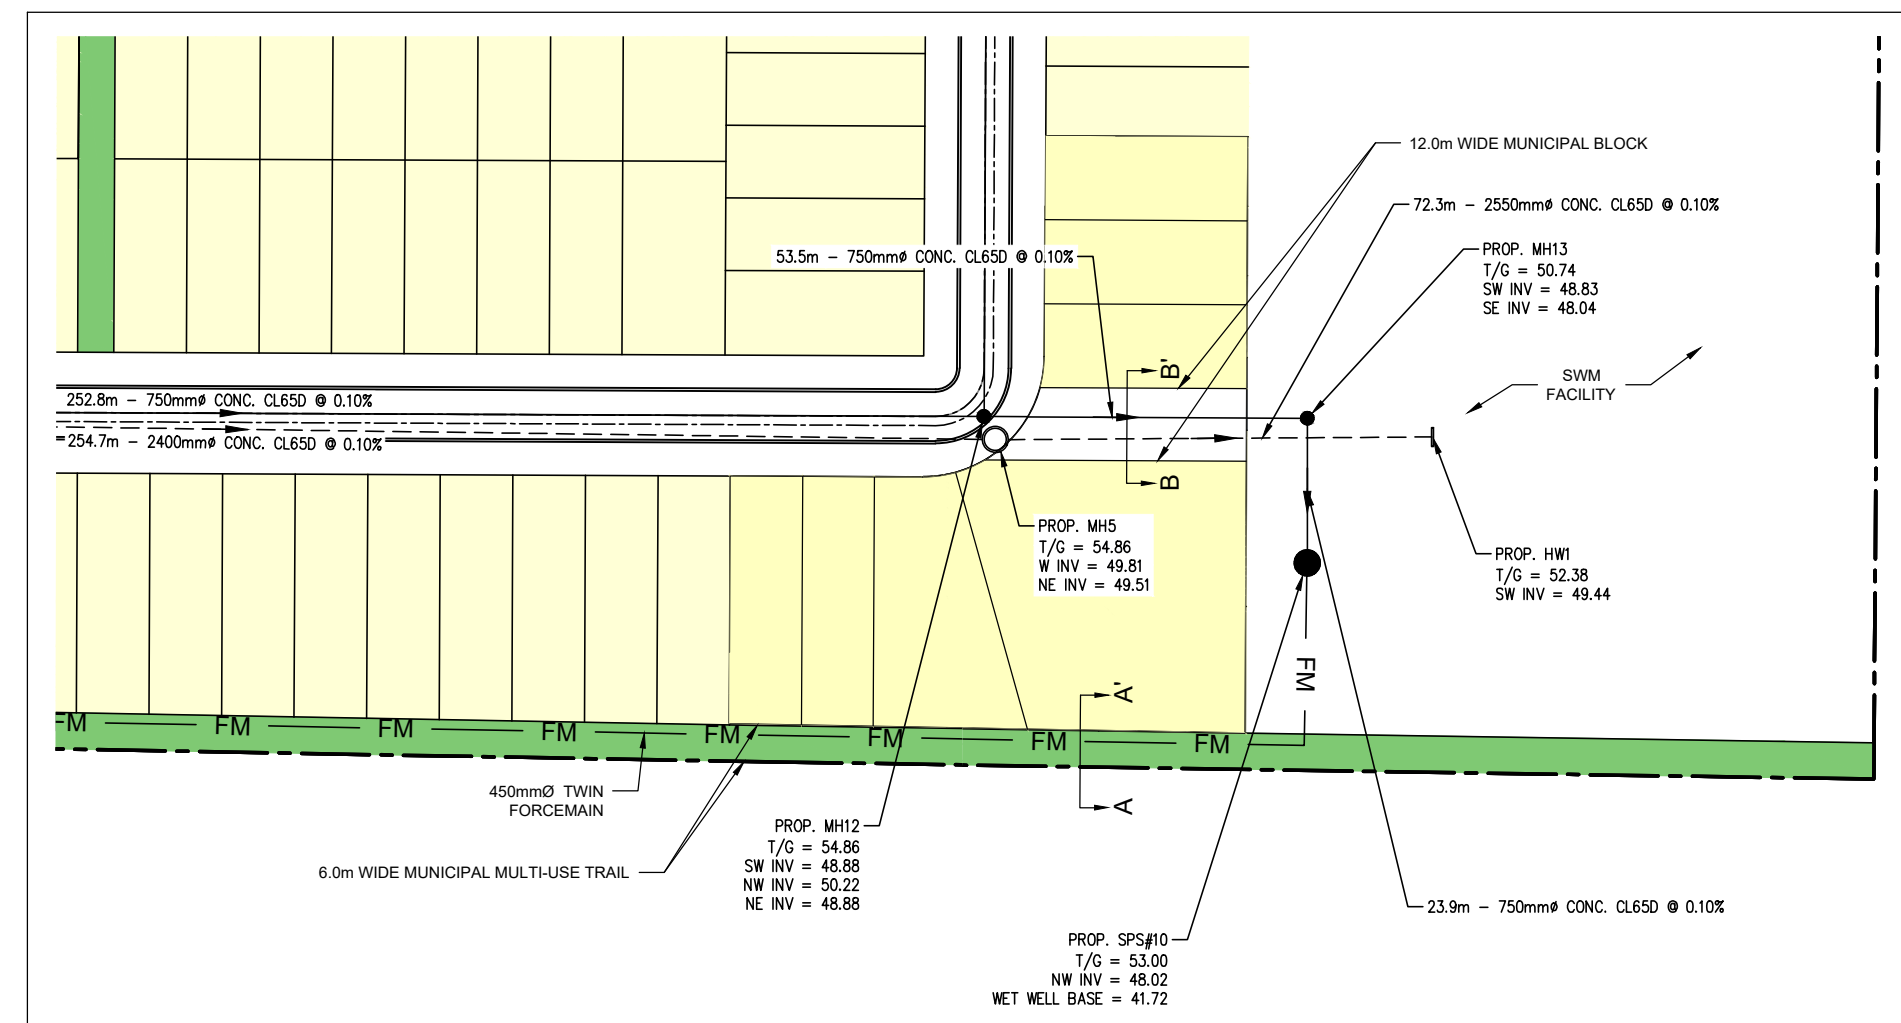 12.0m WIDE MUNICIPAL BLOCK
72.3m - 2550mmø CONC. CL65D @ 0.10%
53.5m - 750mmø CONC. CL65D @ 0.10%
PROP. MH13
T/G = 50.74
SW INV = 48.83
SE INV = 48.04
B'
SWM
FACILITY
252.8m - 750mmø CONC. CL65D @ 0.10%
254.7m - 2400mmø CONC. CL65D @ 0.10%
B
PROP. MH5
T/G = 54.86
W INV = 49.81
NE INV = 49.51
PROP. HW1
T/G = 52.38
SW INV = 49.44
FM
A'
FM
FM
FM
FM
FM
FM
FM
FM
450mmØ TWIN
FORCEMAIN
A
PROP. MH12
T/G = 54.86
SW INV = 48.88
NW INV = 50.22
NE INV = 48.88
6.0m WIDE MUNICIPAL MULTI-USE TRAIL
23.9m - 750mmø CONC. CL65D @ 0.10%
PROP. SPS#10
T/G = 53.00
NW INV = 48.02
WET WELL BASE = 41.72